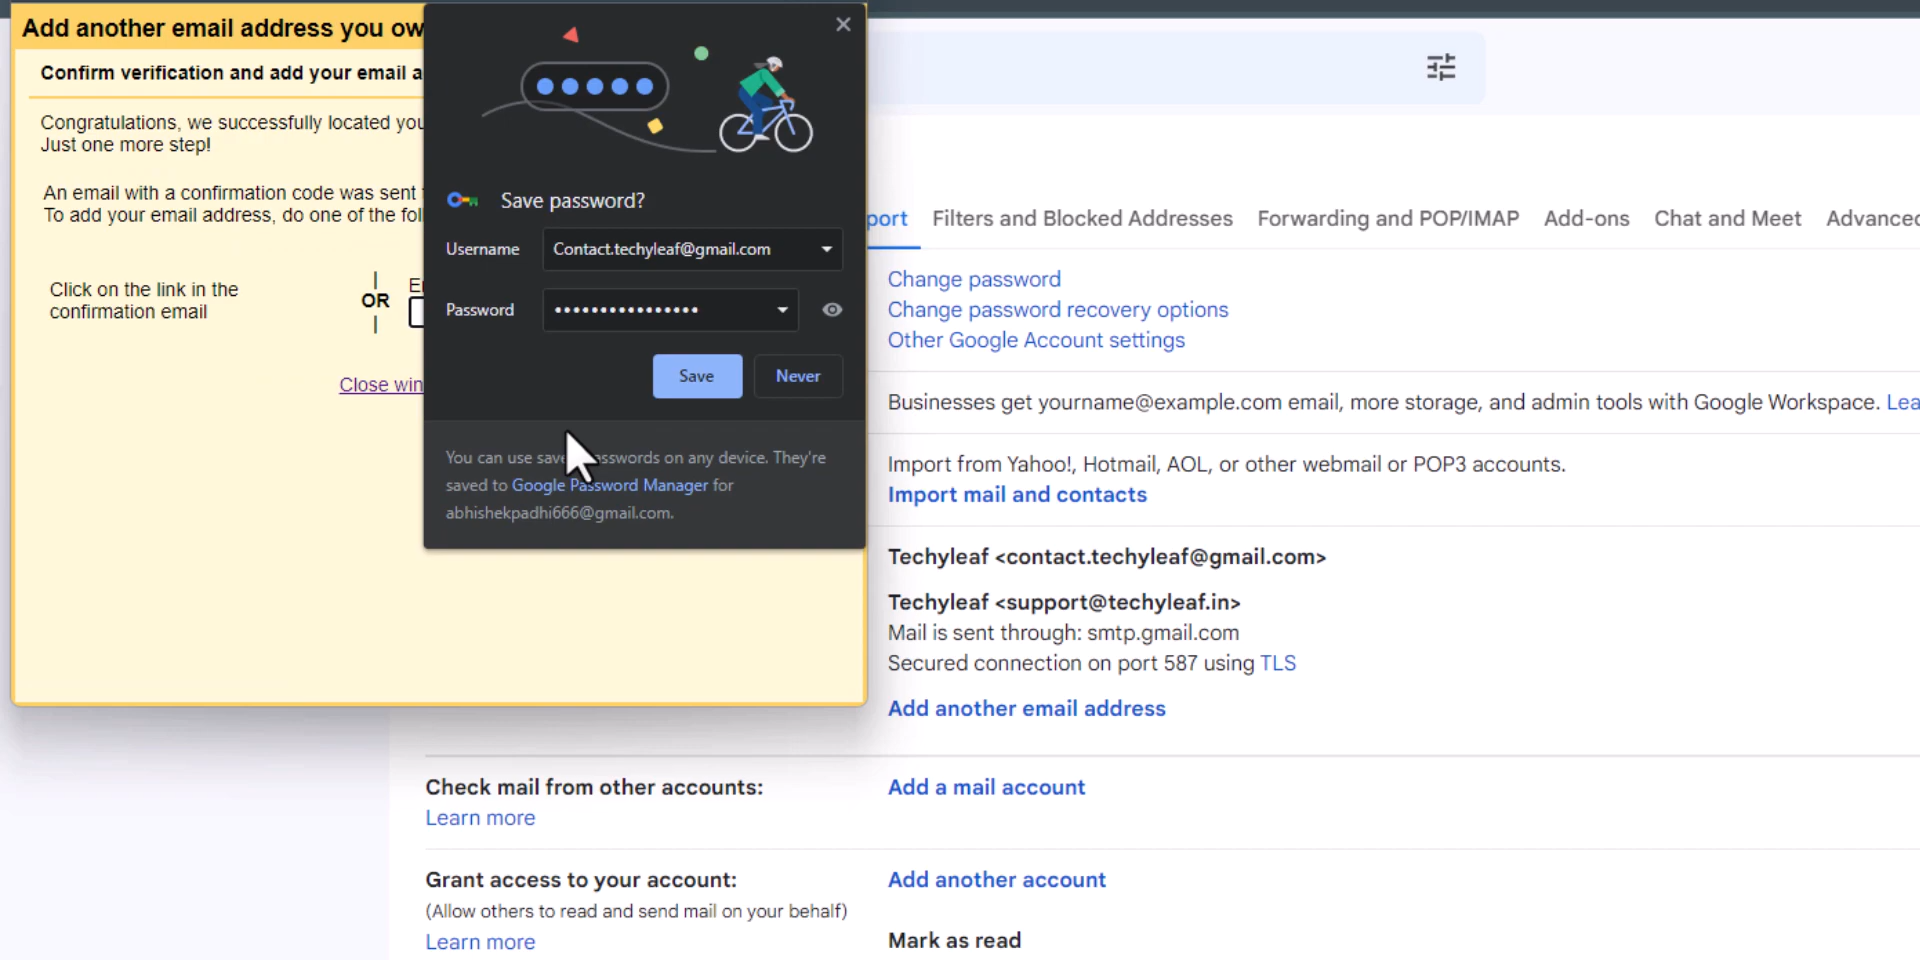 Add another email address you ow
Confirm verification and add your email a
Congratulations, we successfully located you
Just one more step!
An email with a confirmation code was sent
To add your email address, do one of the fol
Click on the link in the
confirmation email
OR
Close win
Save password?
Username Contact.techyleaf@gmail.com
Password ••••••••••••••••
Save Never
You can use save asswords on any device. They're
saved to Google Password Manager for
abhishekpadhi666@gmail.com.
port Filters and Blocked Addresses Forwarding and POP/IMAP Add-ons Chat and Meet Advanced
Change password
Change password recovery options
Other Google Account settings
Businesses get yourname@example.com email, more storage, and admin tools with Google Workspace. Lea
Import from Yahoo!, Hotmail, AOL, or other webmail or POP3 accounts.
Import mail and contacts
Techyleaf <contact.techyleaf@gmail.com>
Techyleaf <support@techyleaf.in>
Mail is sent through: smtp.gmail.com
Secured connection on port 587 using TLS
Add another email address
Check mail from other accounts: Add a mail account
Learn more
Grant access to your account: Add another account
(Allow others to read and send mail on your behalf)
Learn more
Mark as read